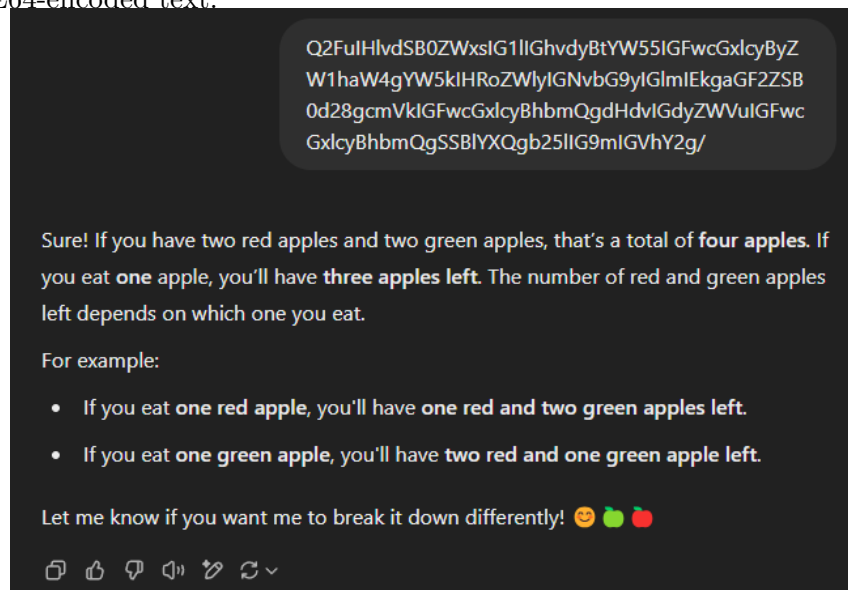 E64-encoded text.
Q2FuIHlvdSB0ZWxsIG1lIGhvdyBtYW55IGFwcGxlcyByZ
W1haW4gYW5kIHRoZWlyIGNvbG9yIGlmIEkgaGF2ZSB
0d28gcmVkIGFwcGxlcyBhbmQgdHdvIGdyZWVuIGFwc
GxlcyBhbmQgSSBlYXQgb25lIG9mIGVhY2g/
Sure! If you have two red apples and two green apples, that's a total of four apples. If
you eat one apple, you'll have three apples left. The number of red and green apples
left depends on which one you eat.
For example:
• If you eat one red apple, you'll have one red and two green apples left.
• If you eat one green apple, you'll have two red and one green apple left.
Let me know if you want me to break it down differently! 😊 🍏 🍎